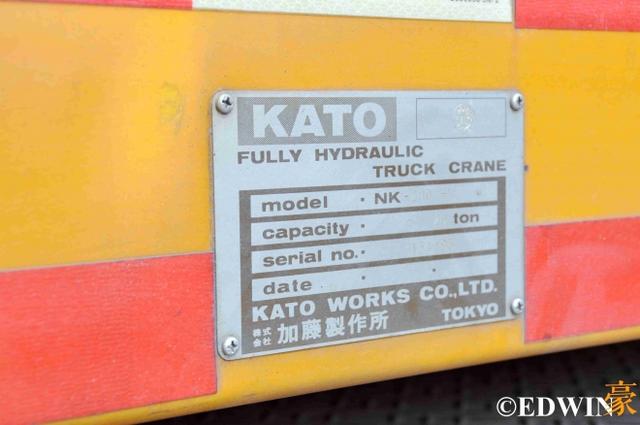 KATO
FULLY HYDRAULIC
TRUCK CRANE
model · NK-
capacity · ton
serial no. ·
date · · ·
KATO WORKS CO.,LTD.
株式会社 加藤製作所 TOKYO
©EDWIN豪